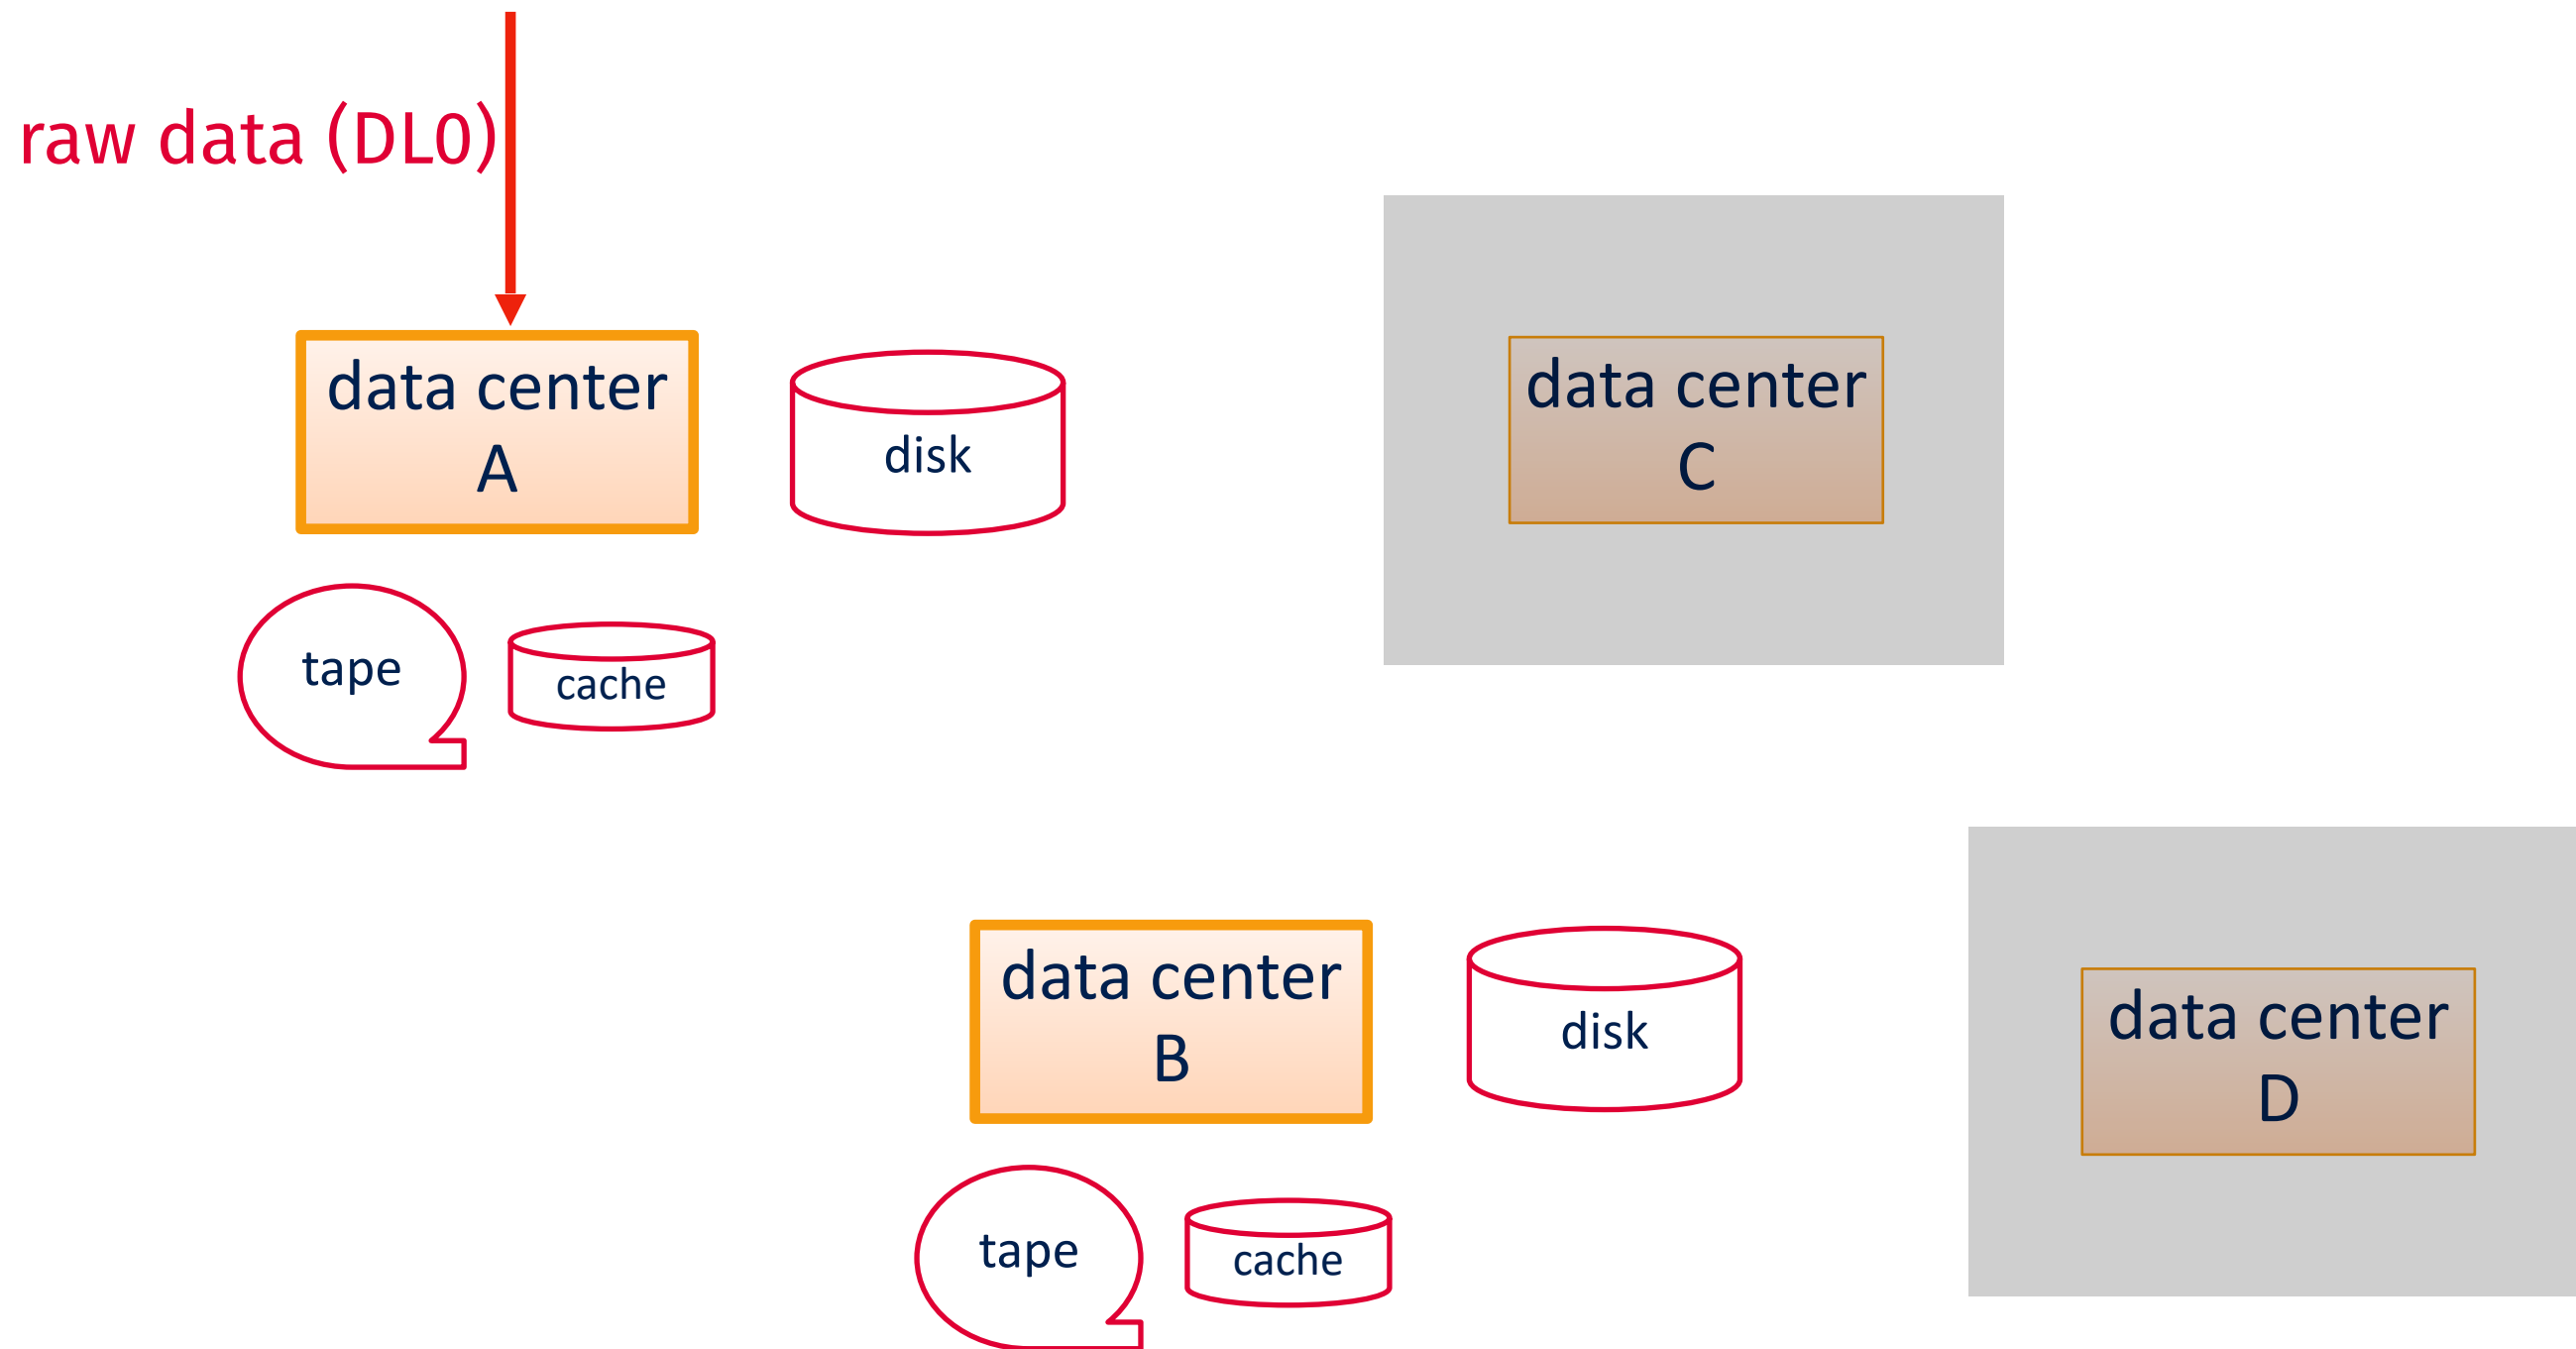 raw data (DL0)
data center
A
disk
tape
cache
data center
C
data center
B
disk
tape
cache
data center
D